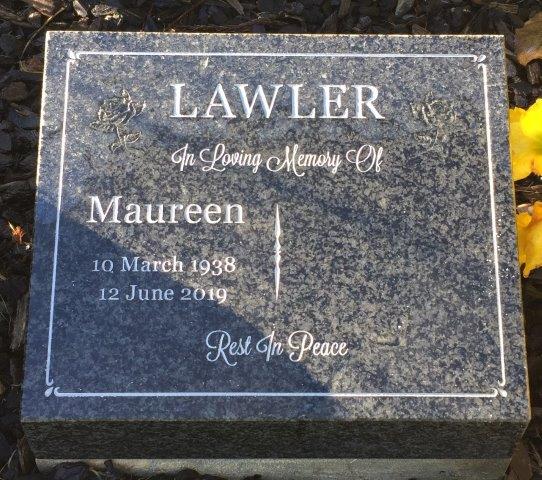 LAWLER
In Loving Memory Of
Maureen
10 March 1938
12 June 2019
Rest In Peace